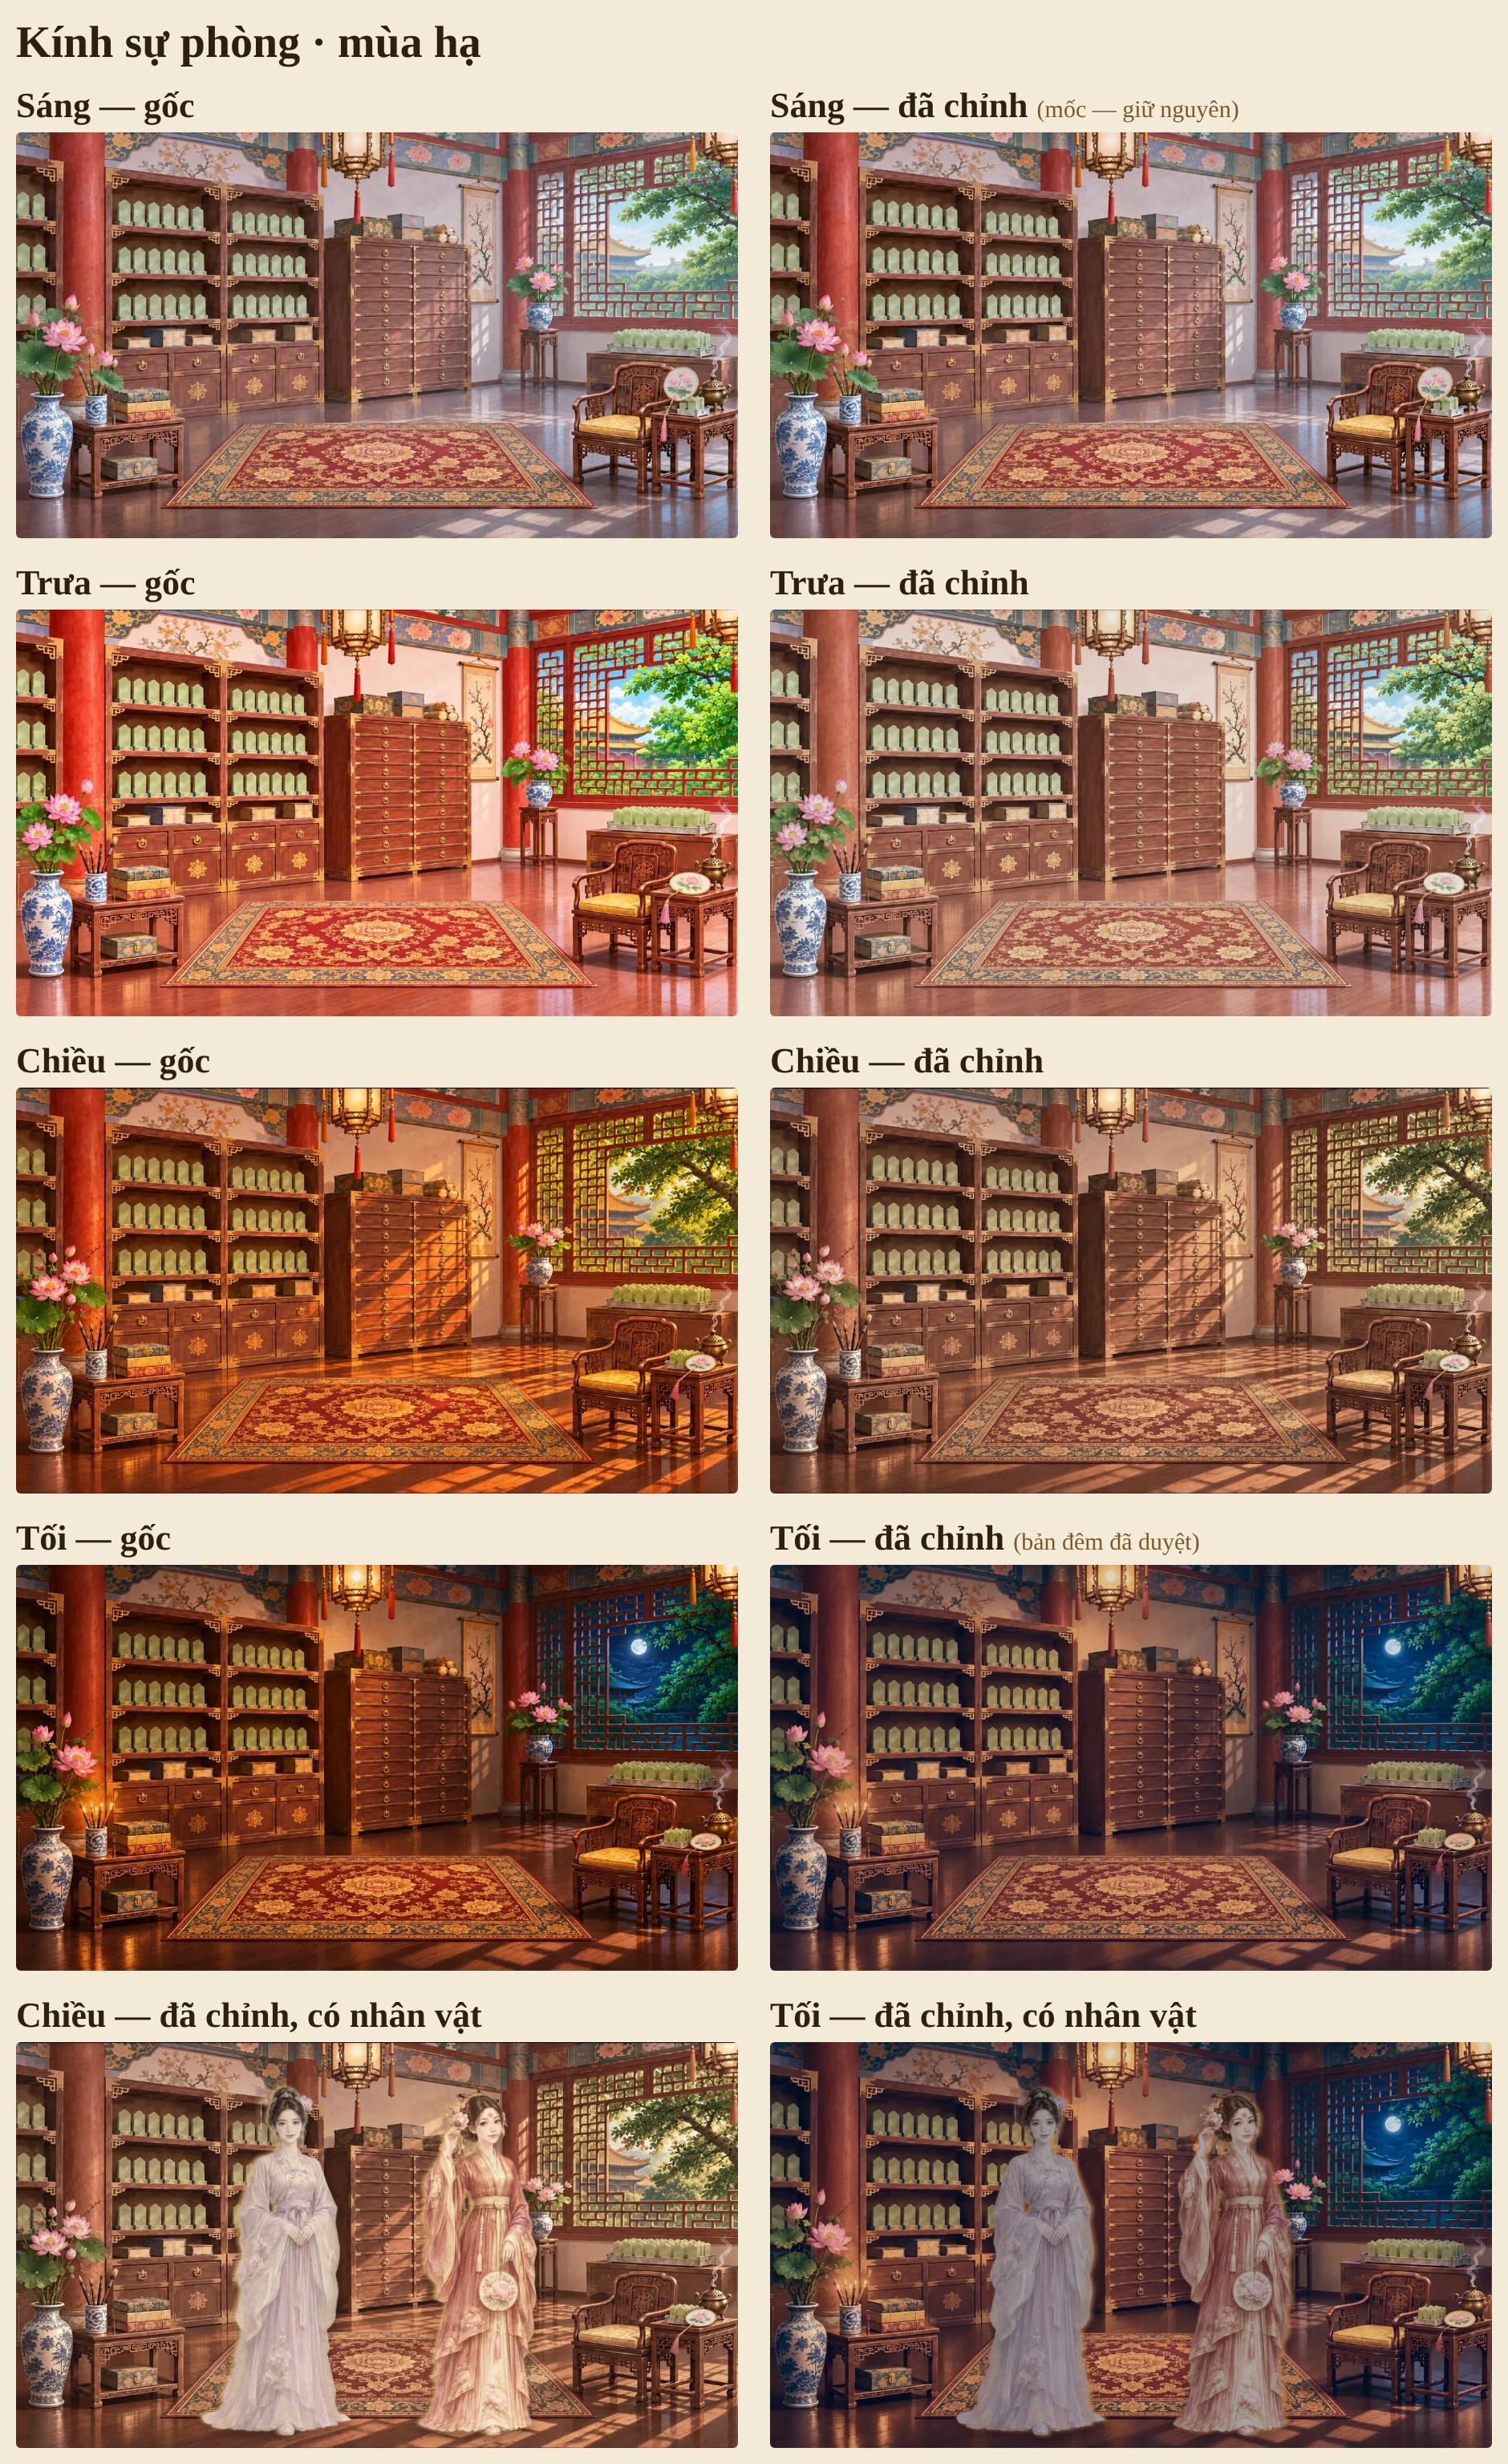 Kính sự phòng · mùa hạ
Sáng — gốc
Sáng — đã chỉnh (mốc — giữ nguyên)
Trưa — gốc
Trưa — đã chỉnh
Chiều — gốc
Chiều — đã chỉnh
Tối — gốc
Tối — đã chỉnh (bản đêm đã duyệt)
Chiều — đã chỉnh, có nhân vật
Tối — đã chỉnh, có nhân vật